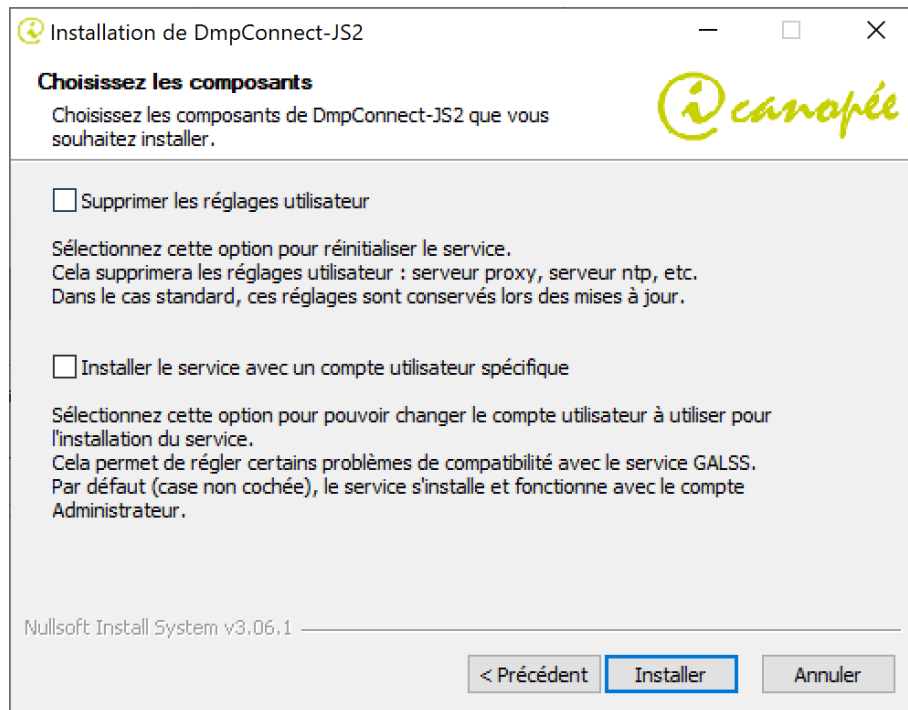 Installation de DmpConnect-JS2
Choisissez les composants
Choisissez les composants de DmpConnect-JS2 que vous
souhaitez installer.
i canopée
Supprimer les réglages utilisateur
Sélectionnez cette option pour réinitialiser le service.
Cela supprimera les réglages utilisateur : serveur proxy, serveur ntp, etc.
Dans le cas standard, ces réglages sont conservés lors des mises à jour.
Installer le service avec un compte utilisateur spécifique
Sélectionnez cette option pour pouvoir changer le compte utilisateur à utiliser pour
l'installation du service.
Cela permet de régler certains problèmes de compatibilité avec le service GALSS.
Par défaut (case non cochée), le service s'installe et fonctionne avec le compte
Administrateur.
Nullsoft Install System v3.06.1
< Précédent Installer Annuler